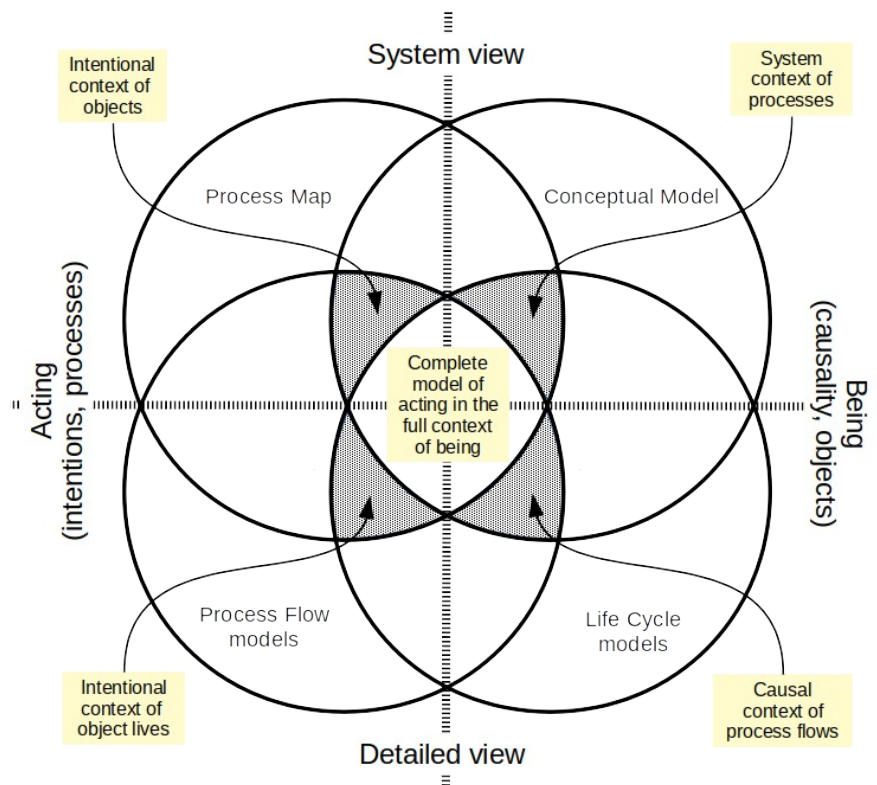 System view
Intentional
context of
objects
System
context of
processes
Process Map
Conceptual Model
Acting
(intentions, processes)
Complete
model of
acting in the
full context
of being
Being
(causality, objects)
Process Flow
models
Life Cycle
models
Intentional
context of
object lives
Causal
context of
process flows
Detailed view